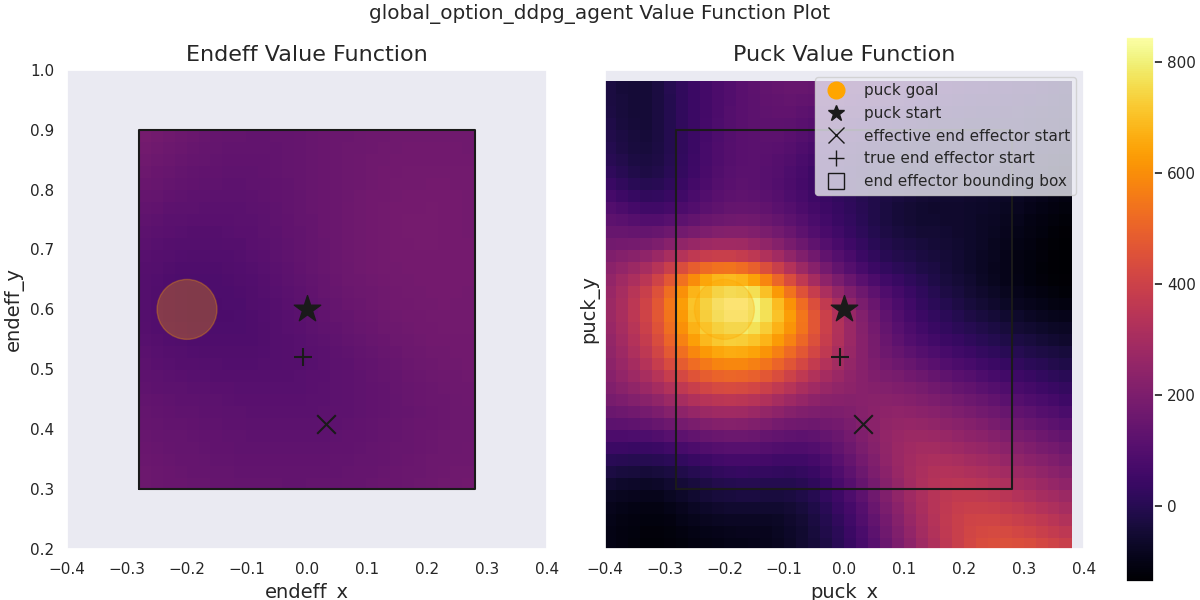 global_option_ddpg_agent Value Function Plot
Endeff Value Function
endeff_y
1.0
0.9
0.8
0.7
0.6
0.5
0.4
0.3
0.2
−0.4 −0.3 −0.2 −0.1 0.0 0.1 0.2 0.3 0.4
endeff_x
Puck Value Function
puck goal
puck start
effective end effector start
true end effector start
end effector bounding box
puck_y
−0.4 −0.3 −0.2 −0.1 0.0 0.1 0.2 0.3 0.4
puck_x
800
600
400
200
0